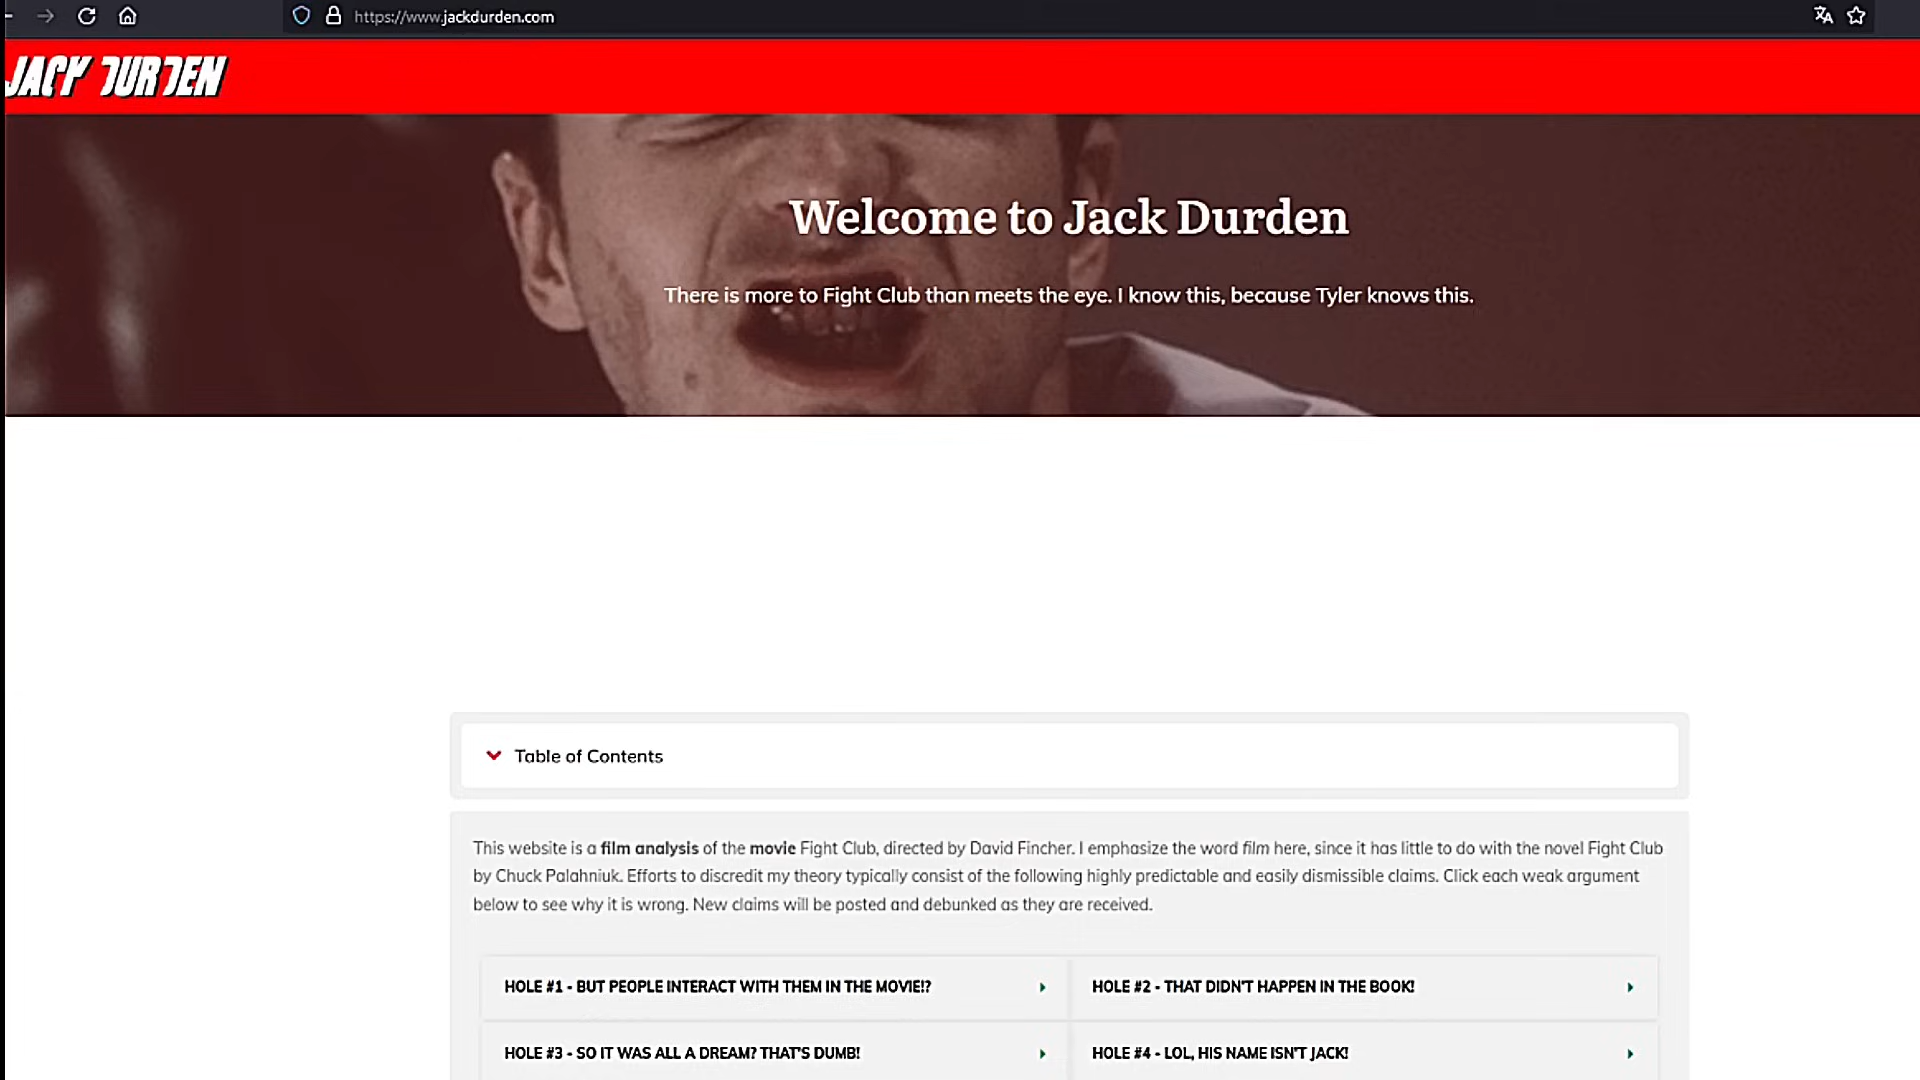 https://www.jackdurden.com
JACK DURDEN
Welcome to Jack Durden
There is more to Fight Club than meets the eye. I know this, because Tyler knows this.
Table of Contents
This website is a film analysis of the movie Fight Club, directed by David Fincher. I emphasize the word film here, since it has little to do with the novel Fight Club
by Chuck Palahniuk. Efforts to discredit my theory typically consist of the following highly predictable and easily dismissible claims. Click each weak argument
below to see why it is wrong. New claims will be posted and debunked as they are received.
HOLE #1 - BUT PEOPLE INTERACT WITH THEM IN THE MOVIE!?
HOLE #2 - THAT DIDN'T HAPPEN IN THE BOOK!
HOLE #3 - SO IT WAS ALL A DREAM? THAT'S DUMB!
HOLE #4 - LOL, HIS NAME ISN'T JACK!